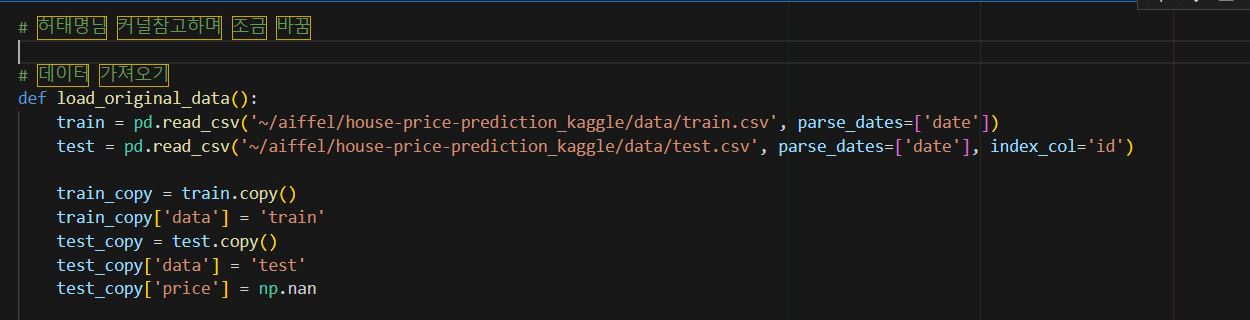 # 허태명님 커널참고하며 조금 바꿈
# 데이터 가져오기
def load_original_data():
    train = pd.read_csv('~/aiffel/house-price-prediction_kaggle/data/train.csv', parse_dates=['date'])
    test = pd.read_csv('~/aiffel/house-price-prediction_kaggle/data/test.csv', parse_dates=['date'], index_col='id')
    train_copy = train.copy()
    train_copy['data'] = 'train'
    test_copy = test.copy()
    test_copy['data'] = 'test'
    test_copy['price'] = np.nan